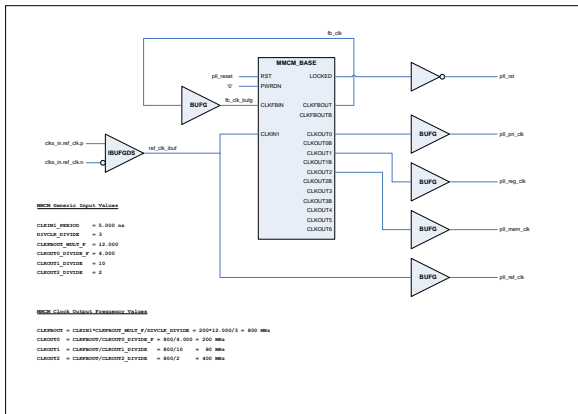 fb_clk
MMCM_BASE
pll_reset
RST
LOCKED
pll_rst
'0'
PWRDN
BUFG
fb_clk_bufg
CLKFBIN
CLKFBOUT
CLKFBOUTB
clks_in.ref_clk.p
clks_in.ref_clk.n
IBUFGDS
ref_clk_ibuf
CLKIN1
CLKOUT0
BUFG
pll_pri_clk
CLKOUT0B
CLKOUT1
CLKOUT1B
CLKOUT2
BUFG
pll_reg_clk
CLKOUT2B
CLKOUT3
CLKOUT3B
CLKOUT4
CLKOUT5
CLKOUT6
BUFG
pll_mem_clk
BUFG
pll_ref_clk
MMCM Generic Input Values
CLKIN1_PERIOD = 5.000 ns
DIVCLK_DIVIDE = 3
CLKFBOUT_MULT_F = 12.000
CLKOUT0_DIVIDE_F = 4.000
CLKOUT1_DIVIDE = 10
CLKOUT2_DIVIDE = 2
MMCM Clock Output Frequency Values
CLKFBOUT = CLKIN1*CLKFBOUT_MULT_F/DIVCLK_DIVIDE = 200*12.000/3 = 800 MHz
CLKOUT0 = CLKFBOUT/CLKOUT0_DIVIDE_F = 800/4.000 = 200 MHz
CLKOUT1 = CLKFBOUT/CLKOUT1_DIVIDE = 800/10 = 80 MHz
CLKOUT2 = CLKFBOUT/CLKOUT2_DIVIDE = 800/2 = 400 MHz